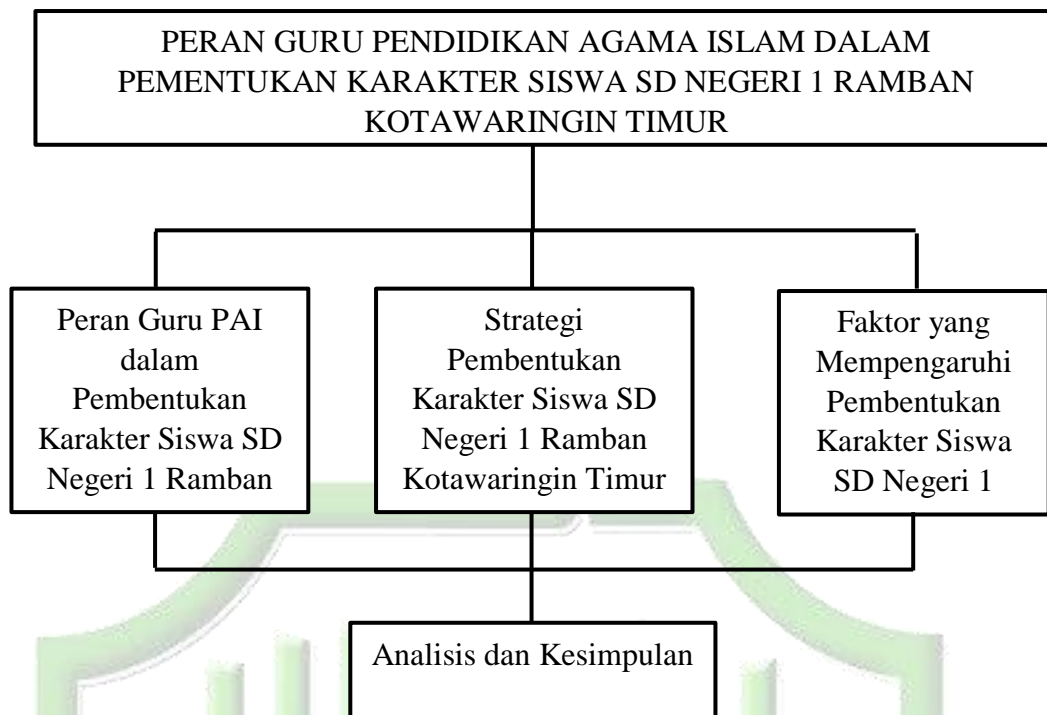 PERAN GURU PENDIDIKAN AGAMA ISLAM DALAM
PEMENTUKAN KARAKTER SISWA SD NEGERI 1 RAMBAN
KOTAWARINGIN TIMUR
Peran Guru PAI
dalam
Pembentukan
Karakter Siswa SD
Negeri 1 Ramban
Strategi
Pembentukan
Karakter Siswa SD
Negeri 1 Ramban
Kotawaringin Timur
Faktor yang
Mempengaruhi
Pembentukan
Karakter Siswa
SD Negeri 1
Analisis dan Kesimpulan